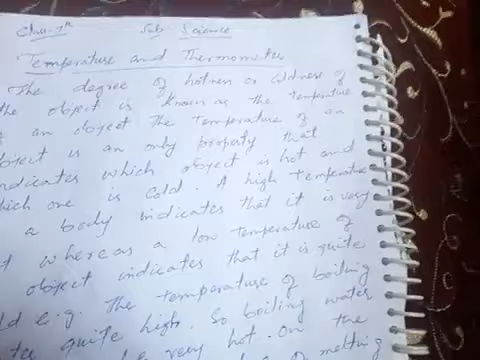 Class-7th Sub: Science
Temperature and Thermometer
The degree of hotness or coldness of
the object is known as the temperature
an object The temperature of an
object is an only property that
indicates which object is hot and
which one is cold. A high temperature
a body indicates that it is very
whereas a low temperature of
object indicates that it is quite
e.g. The temperature of boiling
quite high. So boiling water
very hot. On the
melting